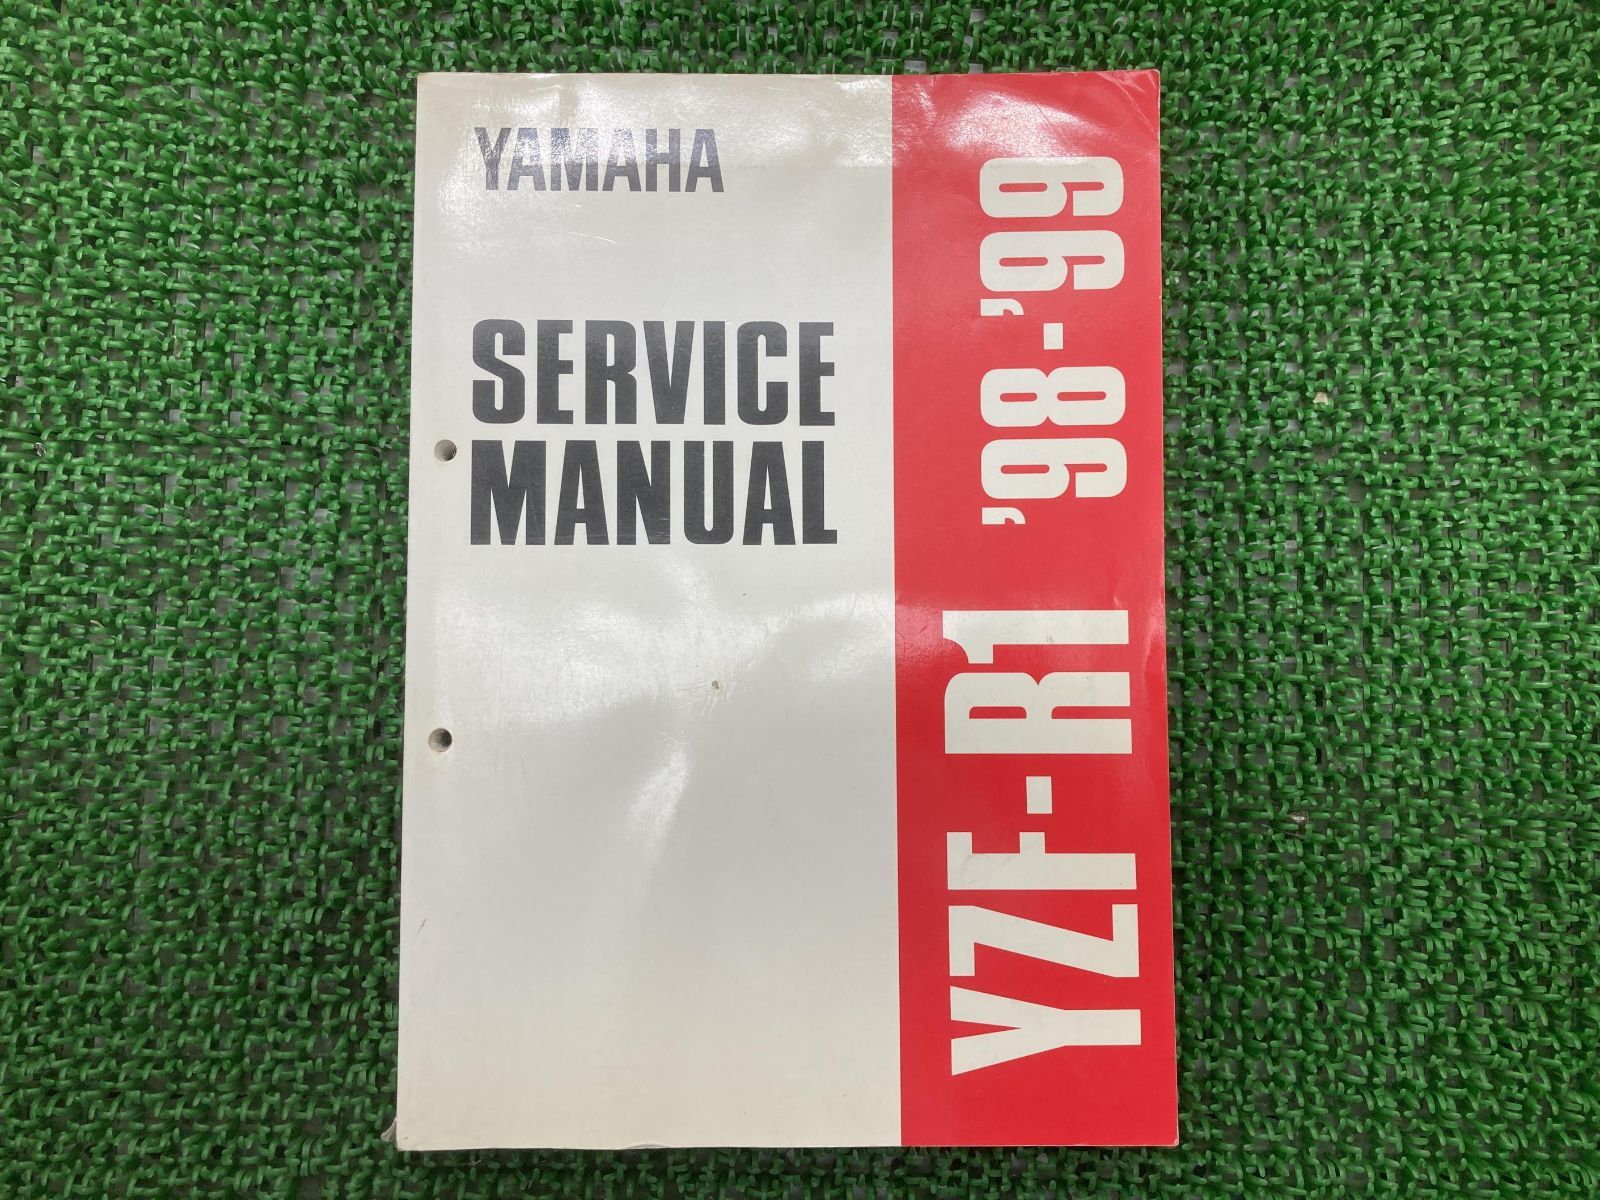 YAMAHA
SERVICE
MANUAL
YZF-R1 '98-'99